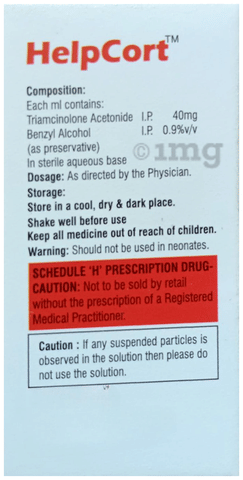 HelpCort™
Composition:
Each ml contains:
Triamcinolone Acetonide I.P. 40mg
Benzyl Alcohol I.P. 0.9%v/v
(as preservative)
In sterile aqueous base
©1mg
Dosage: As directed by the Physician.
Storage:
Store in a cool, dry & dark place.
Shake well before use
Keep all medicine out of reach of children.
Warning: Should not be used in neonates.
SCHEDULE 'H' PRESCRIPTION DRUG-
CAUTION: Not to be sold by retail
without the prescription of a Registered
Medical Practitioner.
Caution : If any suspended particles is
observed in the solution then please do
not use the solution.